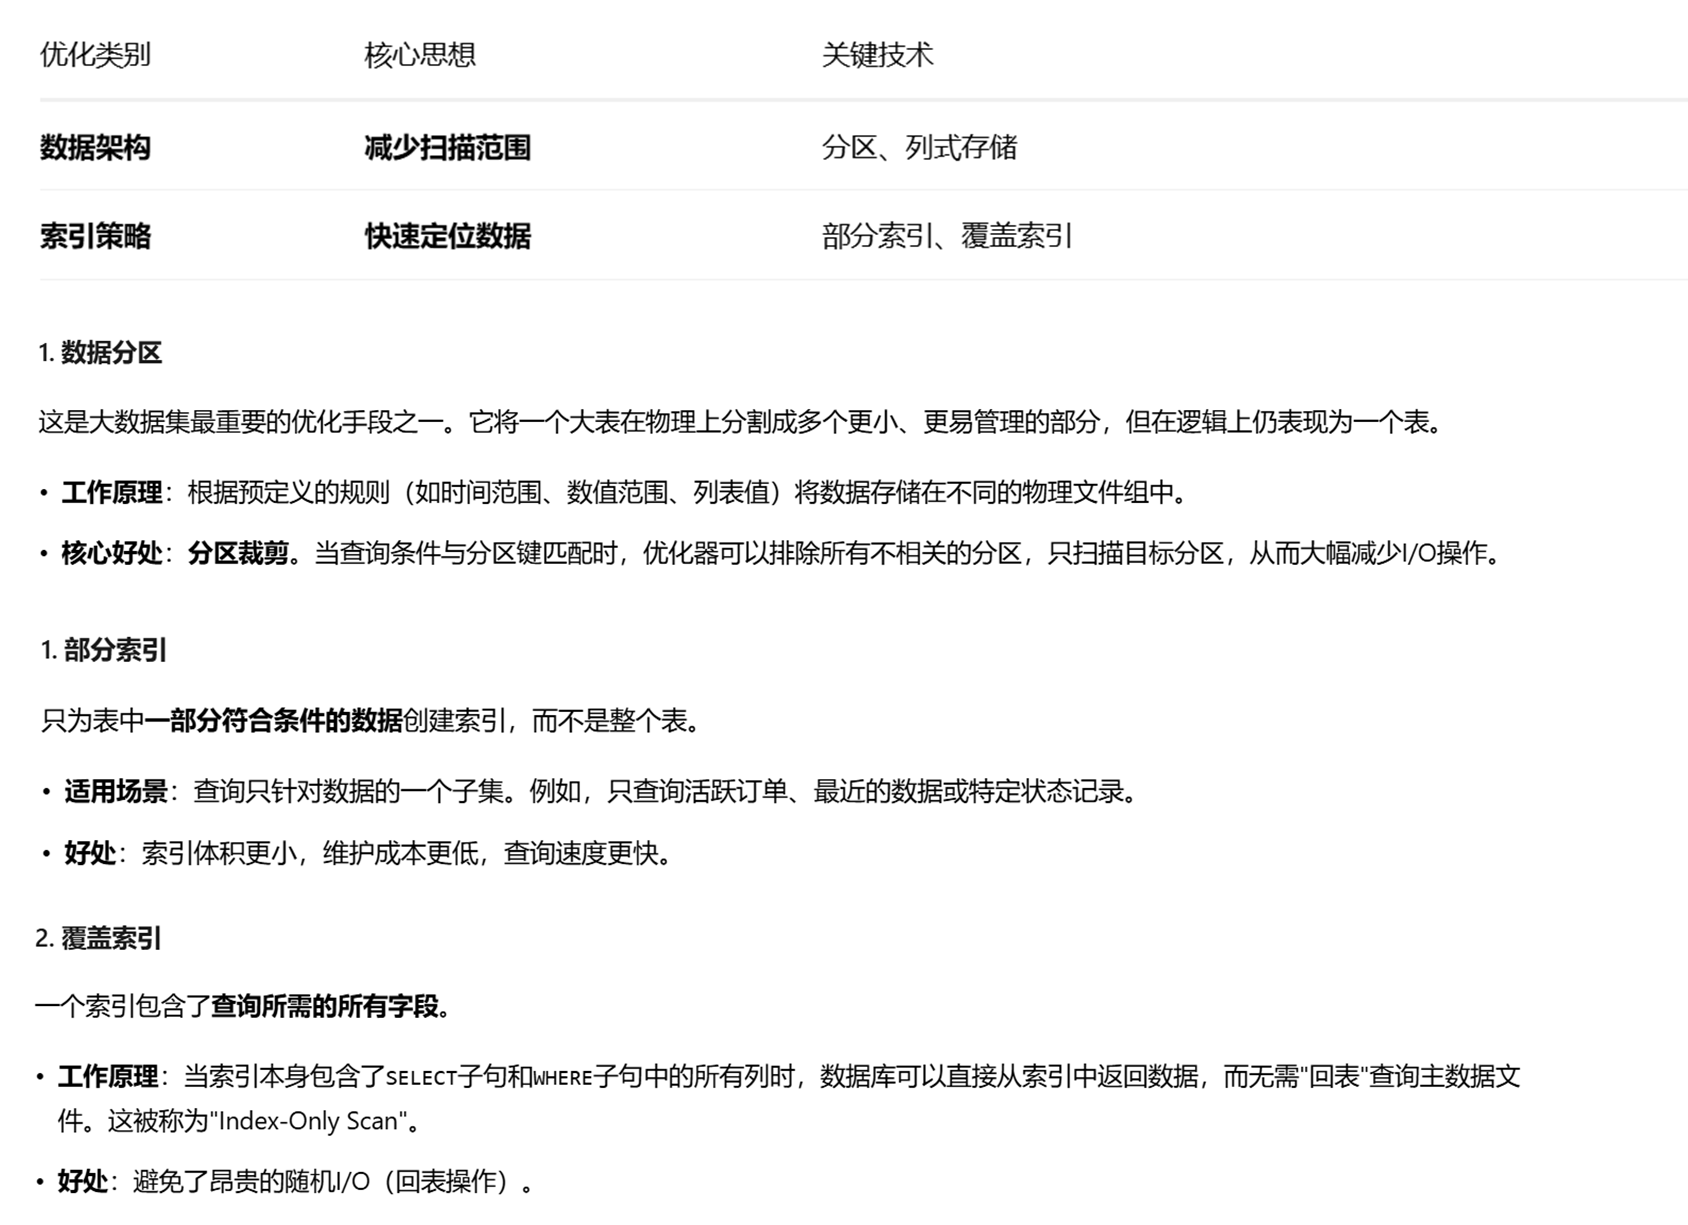 优化类别 核心思想 关键技术
数据架构 减少扫描范围 分区、列式存储
索引策略 快速定位数据 部分索引、覆盖索引
1. 数据分区
这是大数据集最重要的优化手段之一。它将一个大表在物理上分割成多个更小、更易管理的部分，但在逻辑上仍表现为一个表。
• 工作原理：根据预定义的规则（如时间范围、数值范围、列表值）将数据存储在不同的物理文件组中。
• 核心好处：分区裁剪。当查询条件与分区键匹配时，优化器可以排除所有不相关的分区，只扫描目标分区，从而大幅减少I/O操作。
1. 部分索引
只为表中一部分符合条件的数据创建索引，而不是整个表。
• 适用场景：查询只针对数据的一个子集。例如，只查询活跃订单、最近的数据或特定状态记录。
• 好处：索引体积更小，维护成本更低，查询速度更快。
2. 覆盖索引
一个索引包含了查询所需的所有字段。
• 工作原理：当索引本身包含了SELECT子句和WHERE子句中的所有列时，数据库可以直接从索引中返回数据，而无需"回表"查询主数据文
件。这被称为"Index-Only Scan"。
• 好处：避免了昂贵的随机I/O（回表操作）。